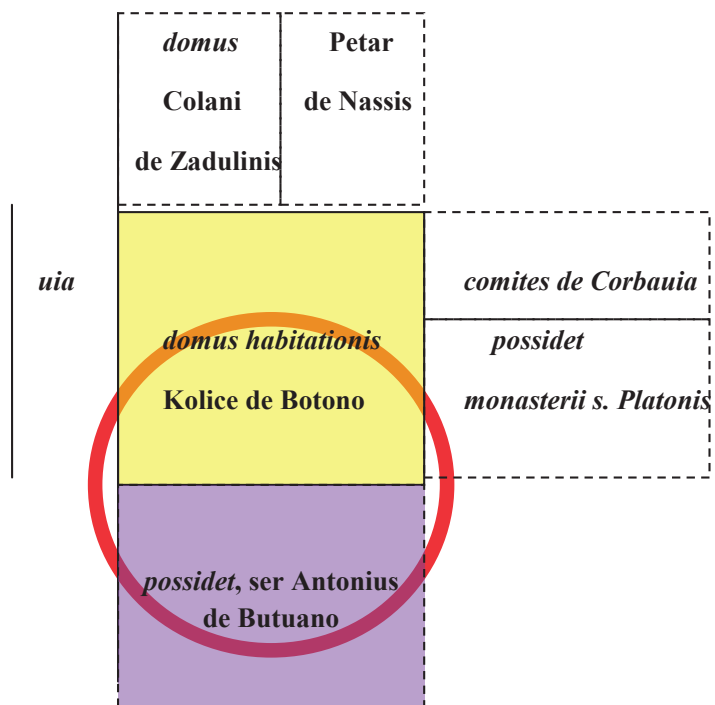 domus
Colani
de Zadulinis
Petar
de Nassis
uia
comites de Corbauia
domus habitationis
Kolice de Botono
possidet
monasterii s. Platonis
possidet, ser Antonius
de Butuano